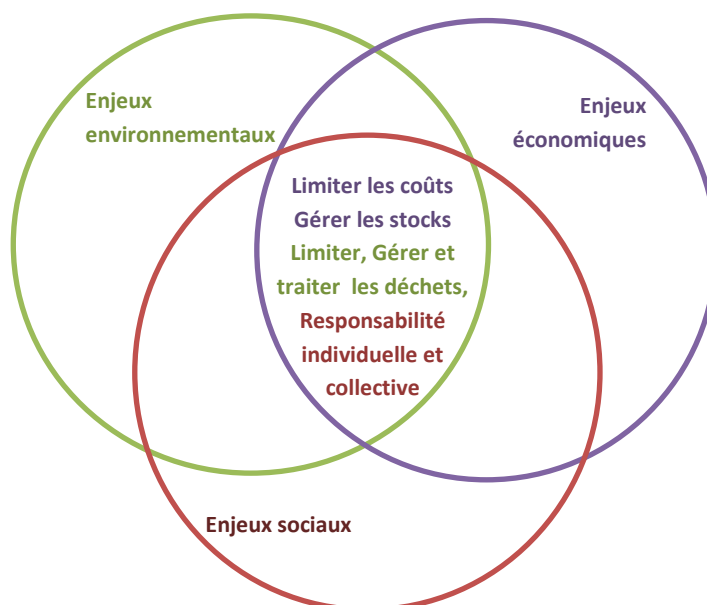 Enjeux
environnementaux
Enjeux
économiques
Limiter les coûts
Gérer les stocks
Limiter, Gérer et
traiter les déchets,
Responsabilité
individuelle et
collective
Enjeux sociaux